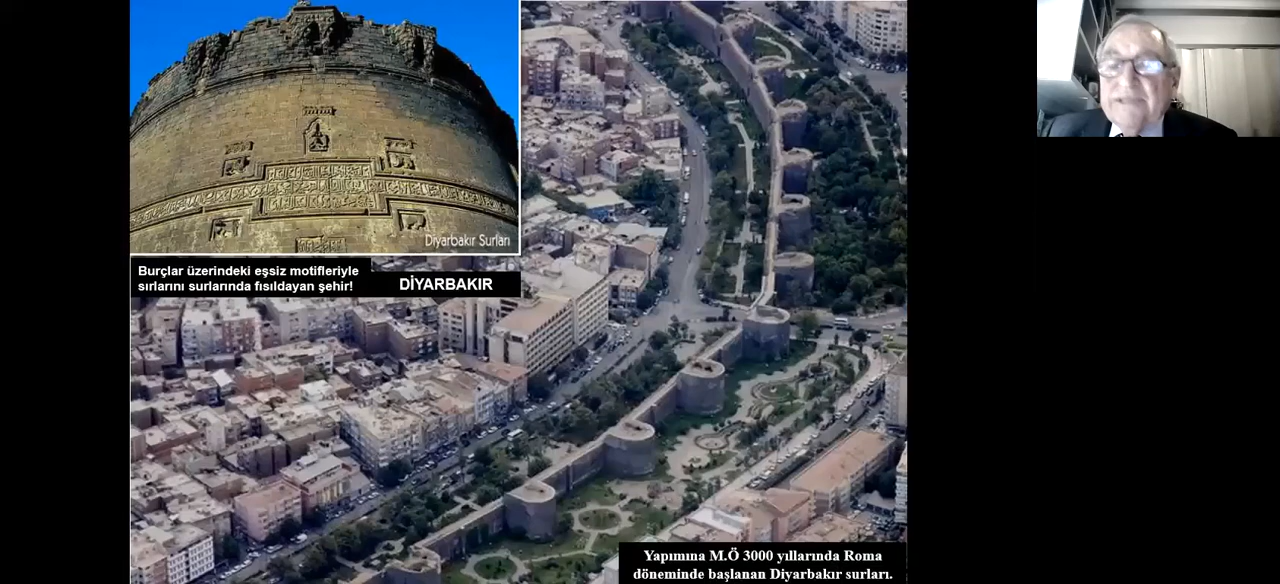 Diyarbakır Surları
Burçlar üzerindeki eşsiz motifleriyle
sırlarını surlarında fısıldayan şehir!
DİYARBAKIR
Yapımına M.Ö 3000 yıllarında Roma
döneminde başlanan Diyarbakır surları.